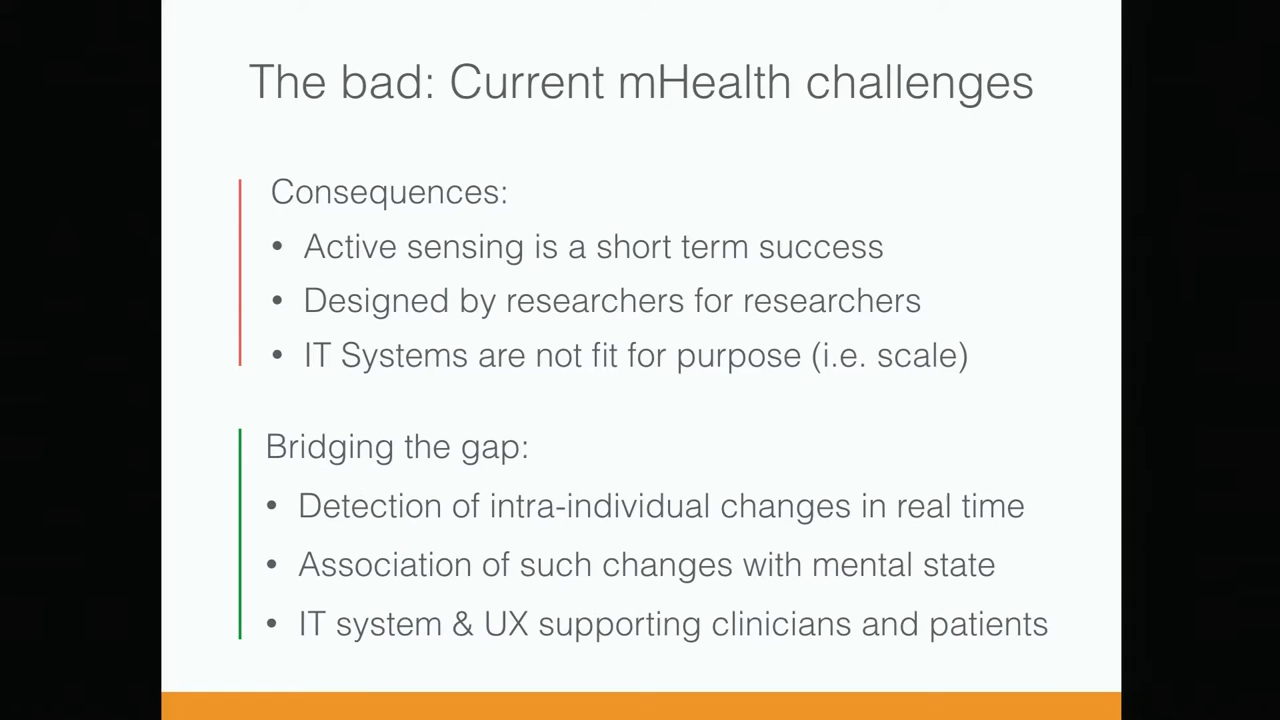 The bad: Current mHealth challenges
Consequences:
• Active sensing is a short term success
• Designed by researchers for researchers
• IT Systems are not fit for purpose (i.e. scale)
Bridging the gap:
• Detection of intra-individual changes in real time
• Association of such changes with mental state
• IT system & UX supporting clinicians and patients